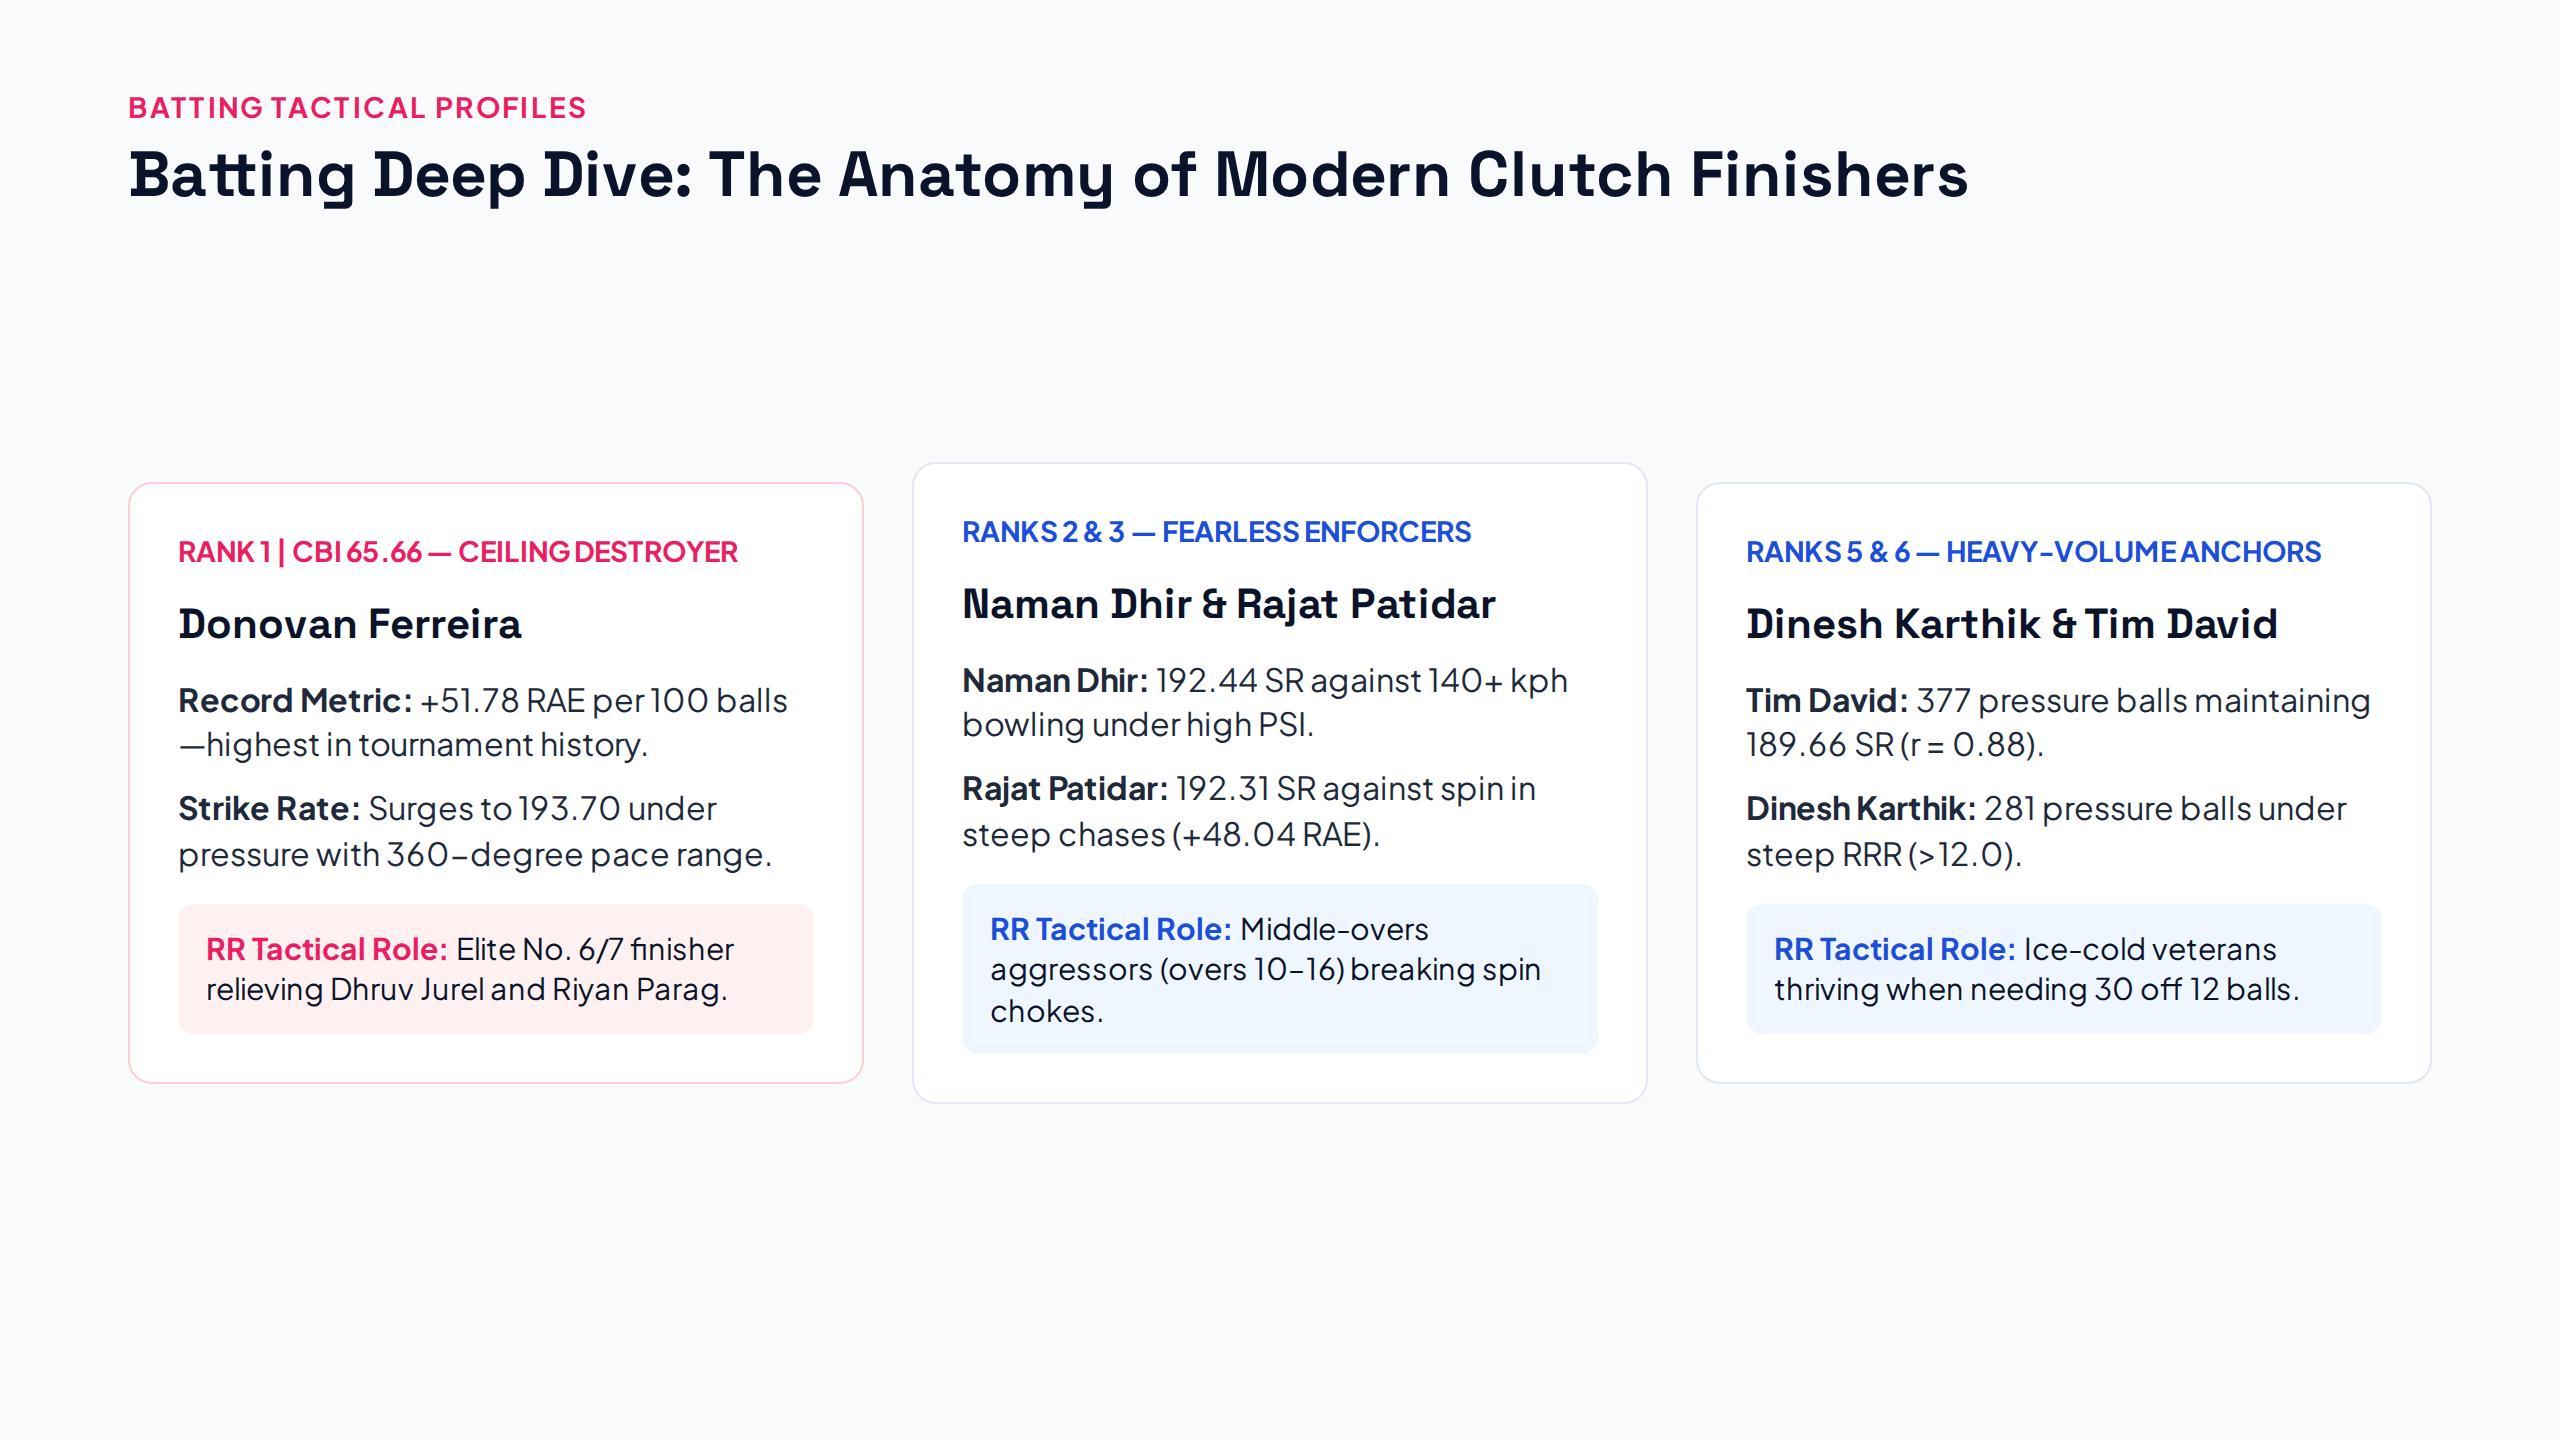 BATTING TACTICAL PROFILES
Batting Deep Dive: The Anatomy of Modern Clutch Finishers
RANK 1 | CBI 65.66 — CEILING DESTROYER
Donovan Ferreira
Record Metric: +51.78 RAE per 100 balls
—highest in tournament history.
Strike Rate: Surges to 193.70 under
pressure with 360-degree pace range.
RR Tactical Role: Elite No. 6/7 finisher
relieving Dhruv Jurel and Riyan Parag.
RANKS 2 & 3 — FEARLESS ENFORCERS
Naman Dhir & Rajat Patidar
Naman Dhir: 192.44 SR against 140+ kph
bowling under high PSI.
Rajat Patidar: 192.31 SR against spin in
steep chases (+48.04 RAE).
RR Tactical Role: Middle-overs
aggressors (overs 10-16) breaking spin
chokes.
RANKS 5 & 6 — HEAVY-VOLUME ANCHORS
Dinesh Karthik & Tim David
Tim David: 377 pressure balls maintaining
189.66 SR (r = 0.88).
Dinesh Karthik: 281 pressure balls under
steep RRR (>12.0).
RR Tactical Role: Ice-cold veterans
thriving when needing 30 off 12 balls.